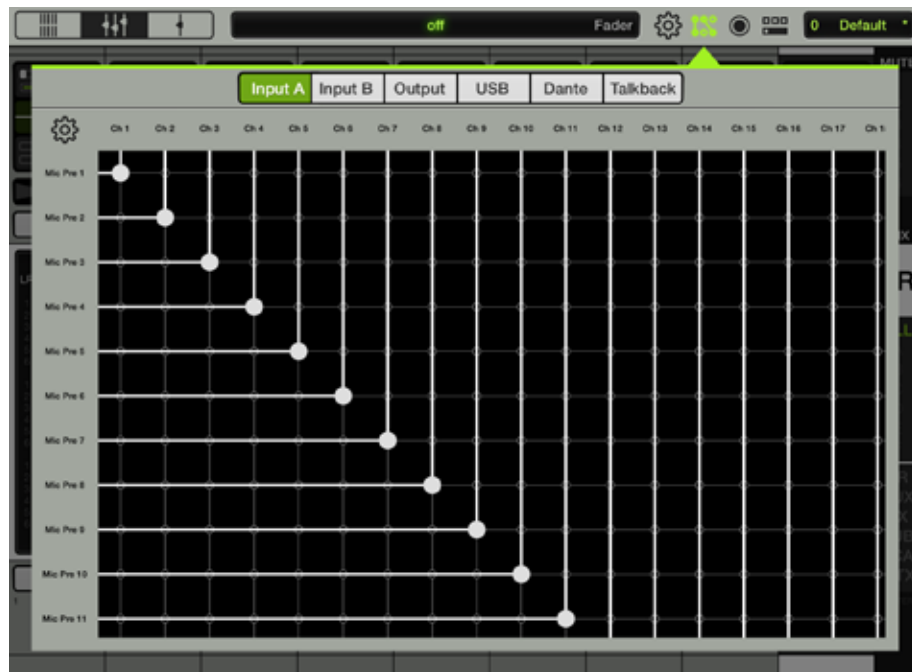 off Fader 0 Default *
MUTE
Input A Input B Output USB Dante Talkback
Ch 1 Ch 2 Ch 3 Ch 4 Ch 5 Ch 6 Ch 7 Ch 8 Ch 9 Ch 10 Ch 11 Ch 12 Ch 13 Ch 14 Ch 15 Ch 16 Ch 17 Ch 1
Mic Pre 1
Mic Pre 2
Mic Pre 3
Mic Pre 4
Mic Pre 5
Mic Pre 6
Mic Pre 7
Mic Pre 8
Mic Pre 9
Mic Pre 10
Mic Pre 11
1